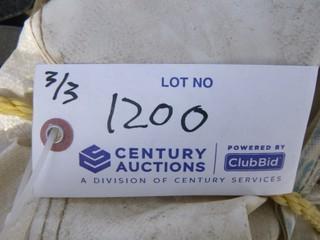 3/3
LOT NO
1200
CENTURY AUCTIONS
POWERED BY
ClubBid
A DIVISION OF CENTURY SERVICES